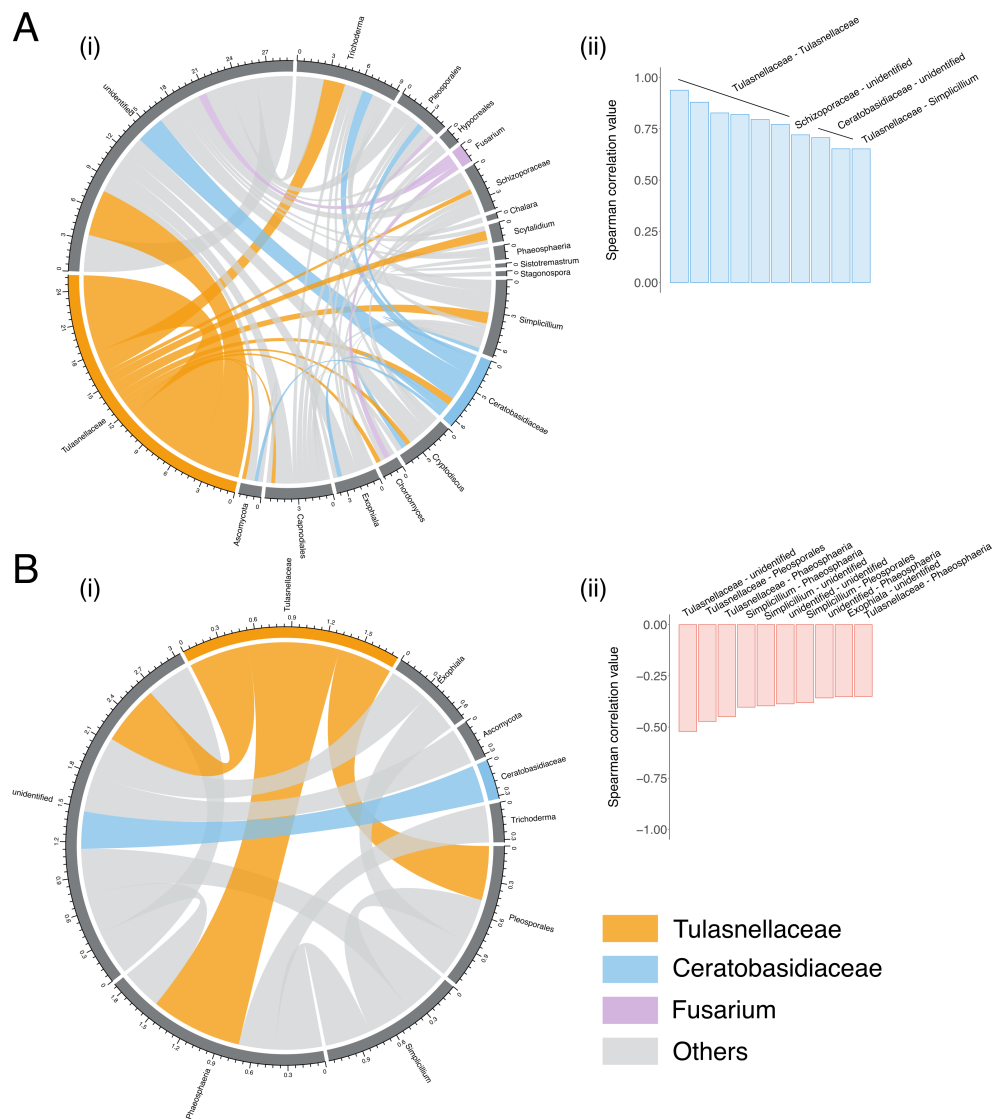 A
(i)
Trichoderma
Pleosporales
Hypocreales
Fusarium
Schizoporaceae
Chalara
Scytalidium
Phaeosphaeria
Sistotremastrum
Stagonospora
Simplicillium
Ceratobasidiaceae
Cryptodiscus
Chordomyces
Exophiala
Capnodiales
Ascomycota
Tulasnellaceae
unidentified
(ii)
Tulasnellaceae - Tulasnellaceae
Schizoporaceae - unidentified
Ceratobasidiaceae - unidentified
Tulasnellaceae - Simplicillium
Spearman correlation value
1.00
0.75
0.50
0.25
0.00
B
(i)
Tulasnellaceae
Exophiala
Ascomycota
Ceratobasidiaceae
Trichoderma
Pleosporales
Simplicillium
Phaeosphaeria
unidentified
(ii)
Tulasnellaceae - unidentified
Tulasnellaceae - Pleosporales
Tulasnellaceae - Phaeosphaeria
Simplicillium - Phaeosphaeria
Simplicillium - unidentified
unidentified - unidentified
Simplicillium - Pleosporales
unidentified - Phaeosphaeria
Exophiala - unidentified
Tulasnellaceae - Phaeosphaeria
Spearman correlation value
0.00
−0.25
−0.50
−0.75
−1.00
Tulasnellaceae
Ceratobasidiaceae
Fusarium
Others